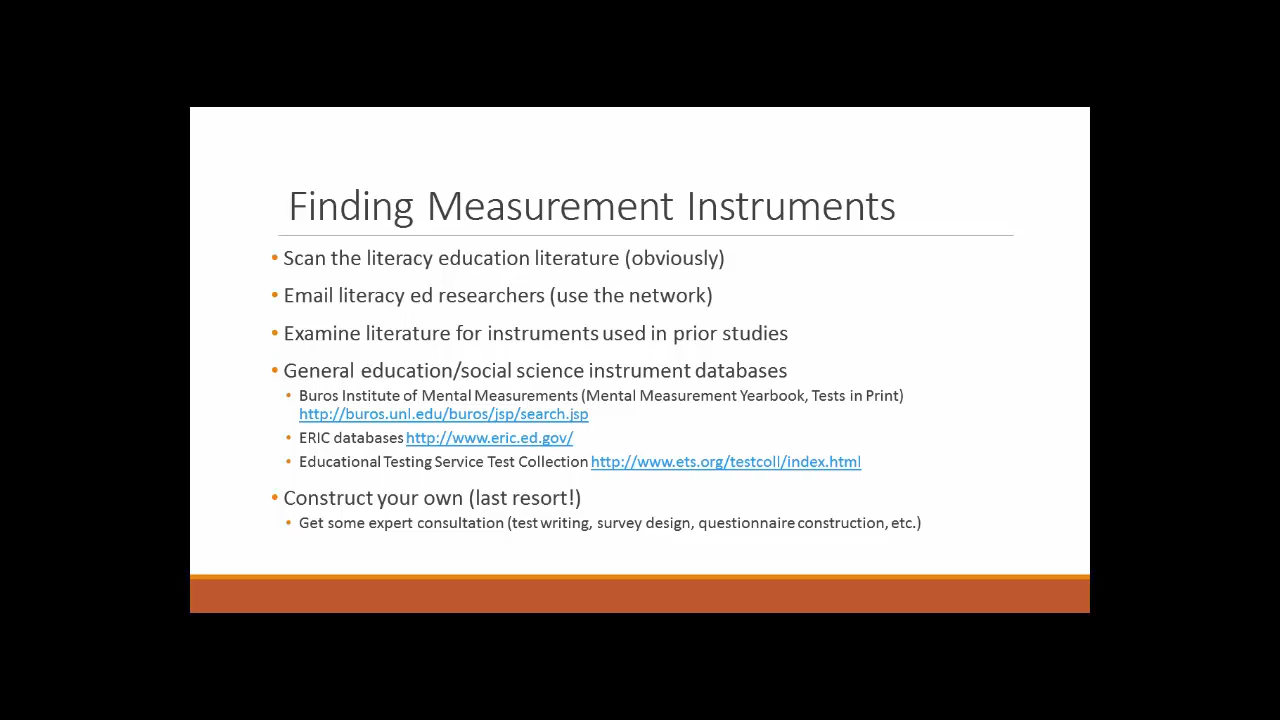 Finding Measurement Instruments
• Scan the literacy education literature (obviously)
• Email literacy ed researchers (use the network)
• Examine literature for instruments used in prior studies
• General education/social science instrument databases
• Buros Institute of Mental Measurements (Mental Measurement Yearbook, Tests in Print)
http://buros.unl.edu/buros/jsp/search.jsp
• ERIC databases http://www.eric.ed.gov/
• Educational Testing Service Test Collection http://www.ets.org/testcoll/index.html
• Construct your own (last resort!)
• Get some expert consultation (test writing, survey design, questionnaire construction, etc.)